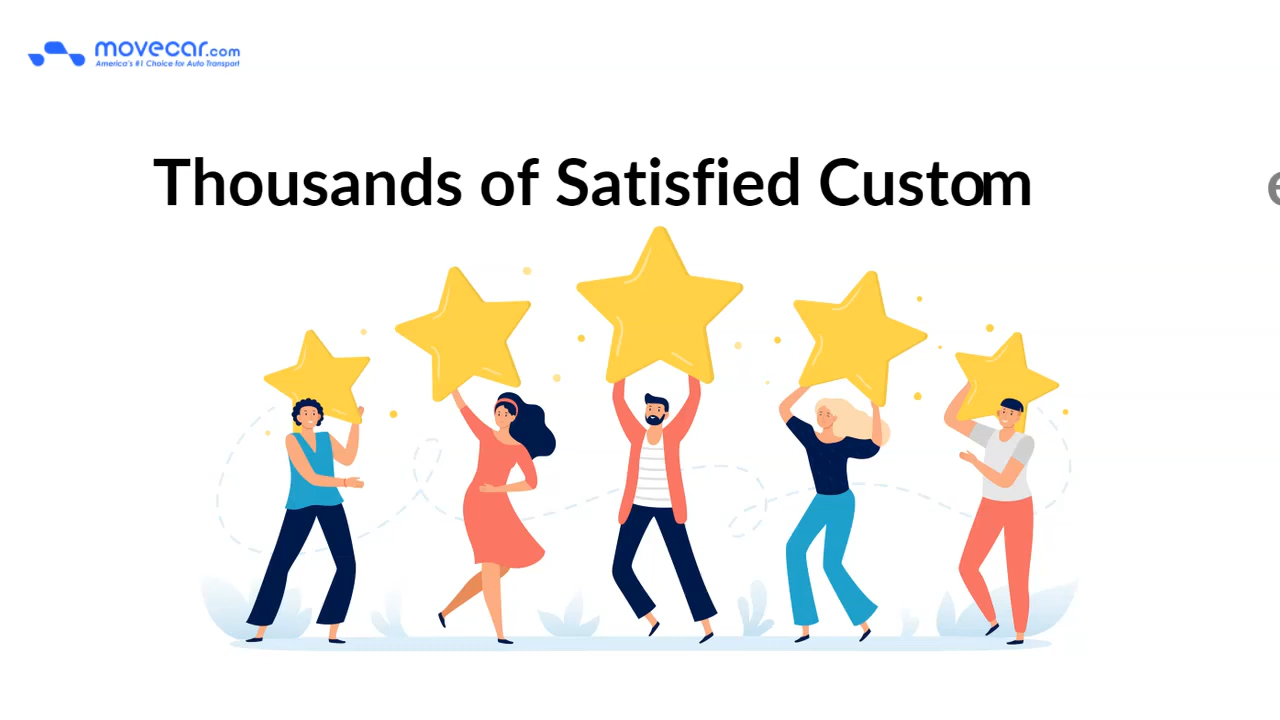 movecar.com
America's #1 Choice for Auto Transport
Thousands of Satisfied Custom e